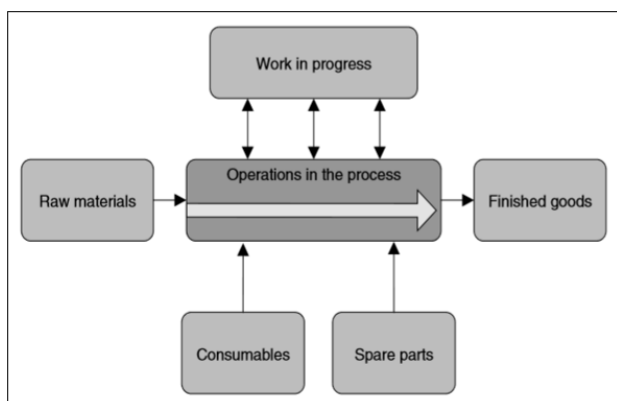 Work in progress
Operations in the process
Raw materials
Finished goods
Consumables
Spare parts